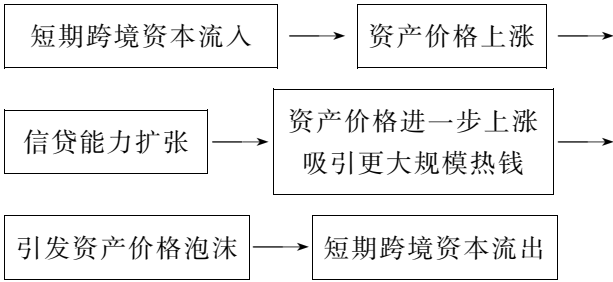 短期跨境资本流入
资产价格上涨
信贷能力扩张
资产价格进一步上涨
吸引更大规模热钱
引发资产价格泡沫
短期跨境资本流出